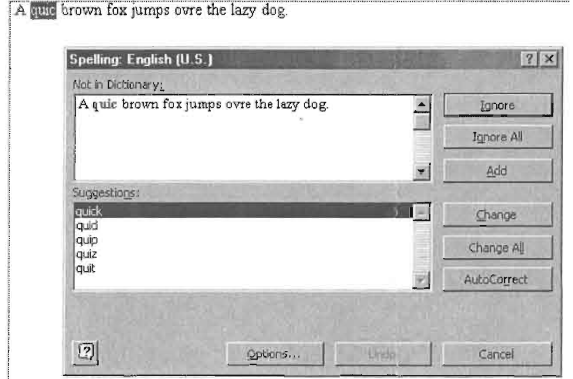 A quic brown fox jumps ovre the lazy dog.
Spelling: English (U.S.)
? ×
Not in Dictionary:
A quic brown fox jumps ovre the lazy dog.
Ignore
Ignore All
Add
Suggestions:
quick
quid
quip
quiz
quit
Change
Change All
AutoCorrect
?
Options...
Undo
Cancel